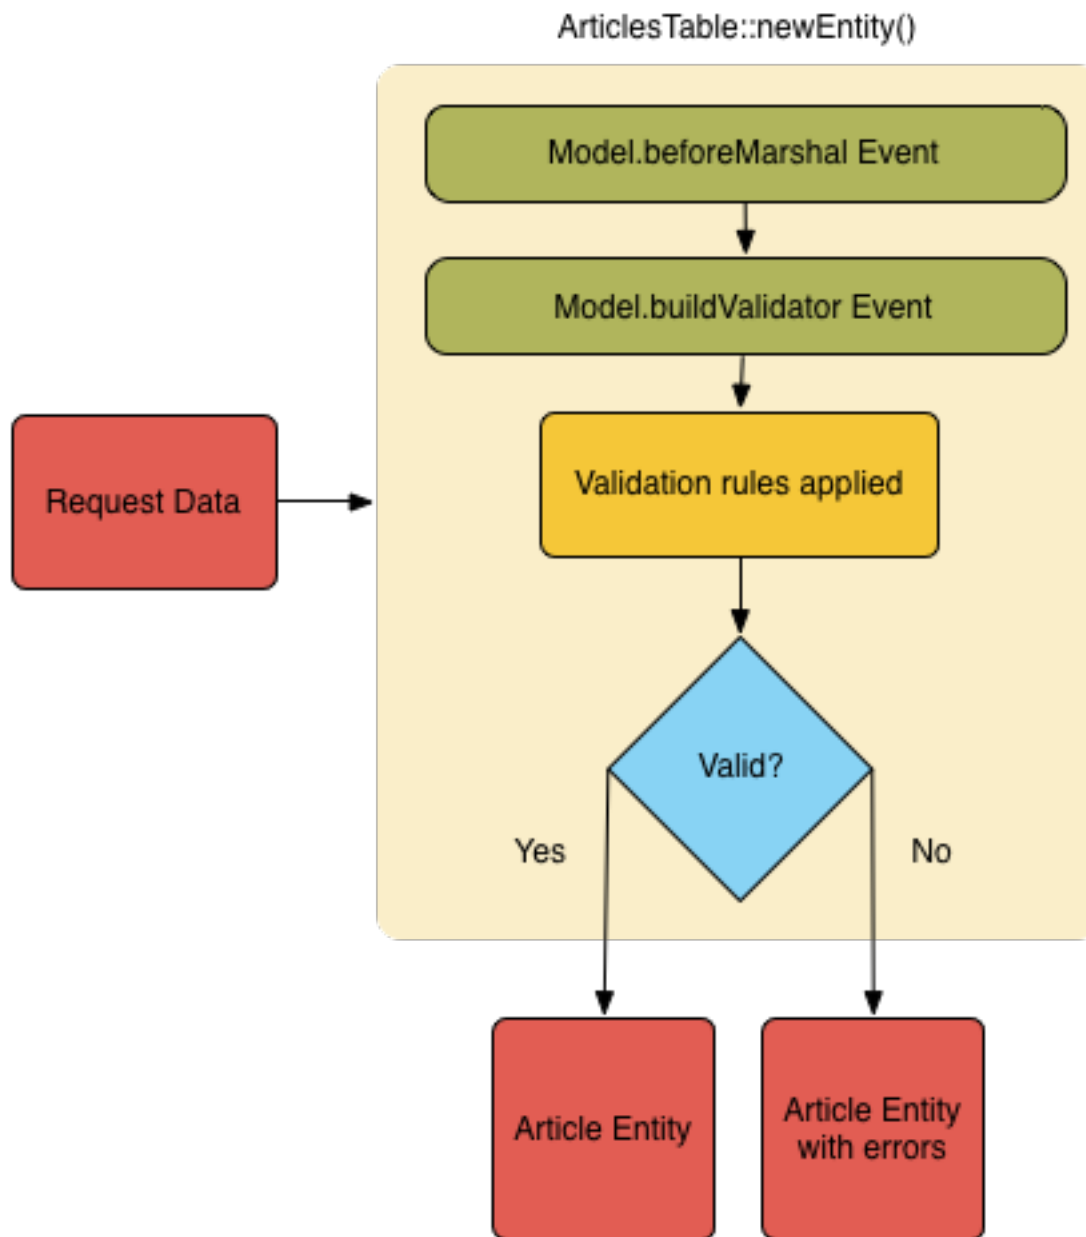 ArticlesTable::newEntity()
Model.beforeMarshal Event
Model.buildValidator Event
Request Data
Validation rules applied
Valid?
Yes
No
Article Entity
Article Entity
with errors